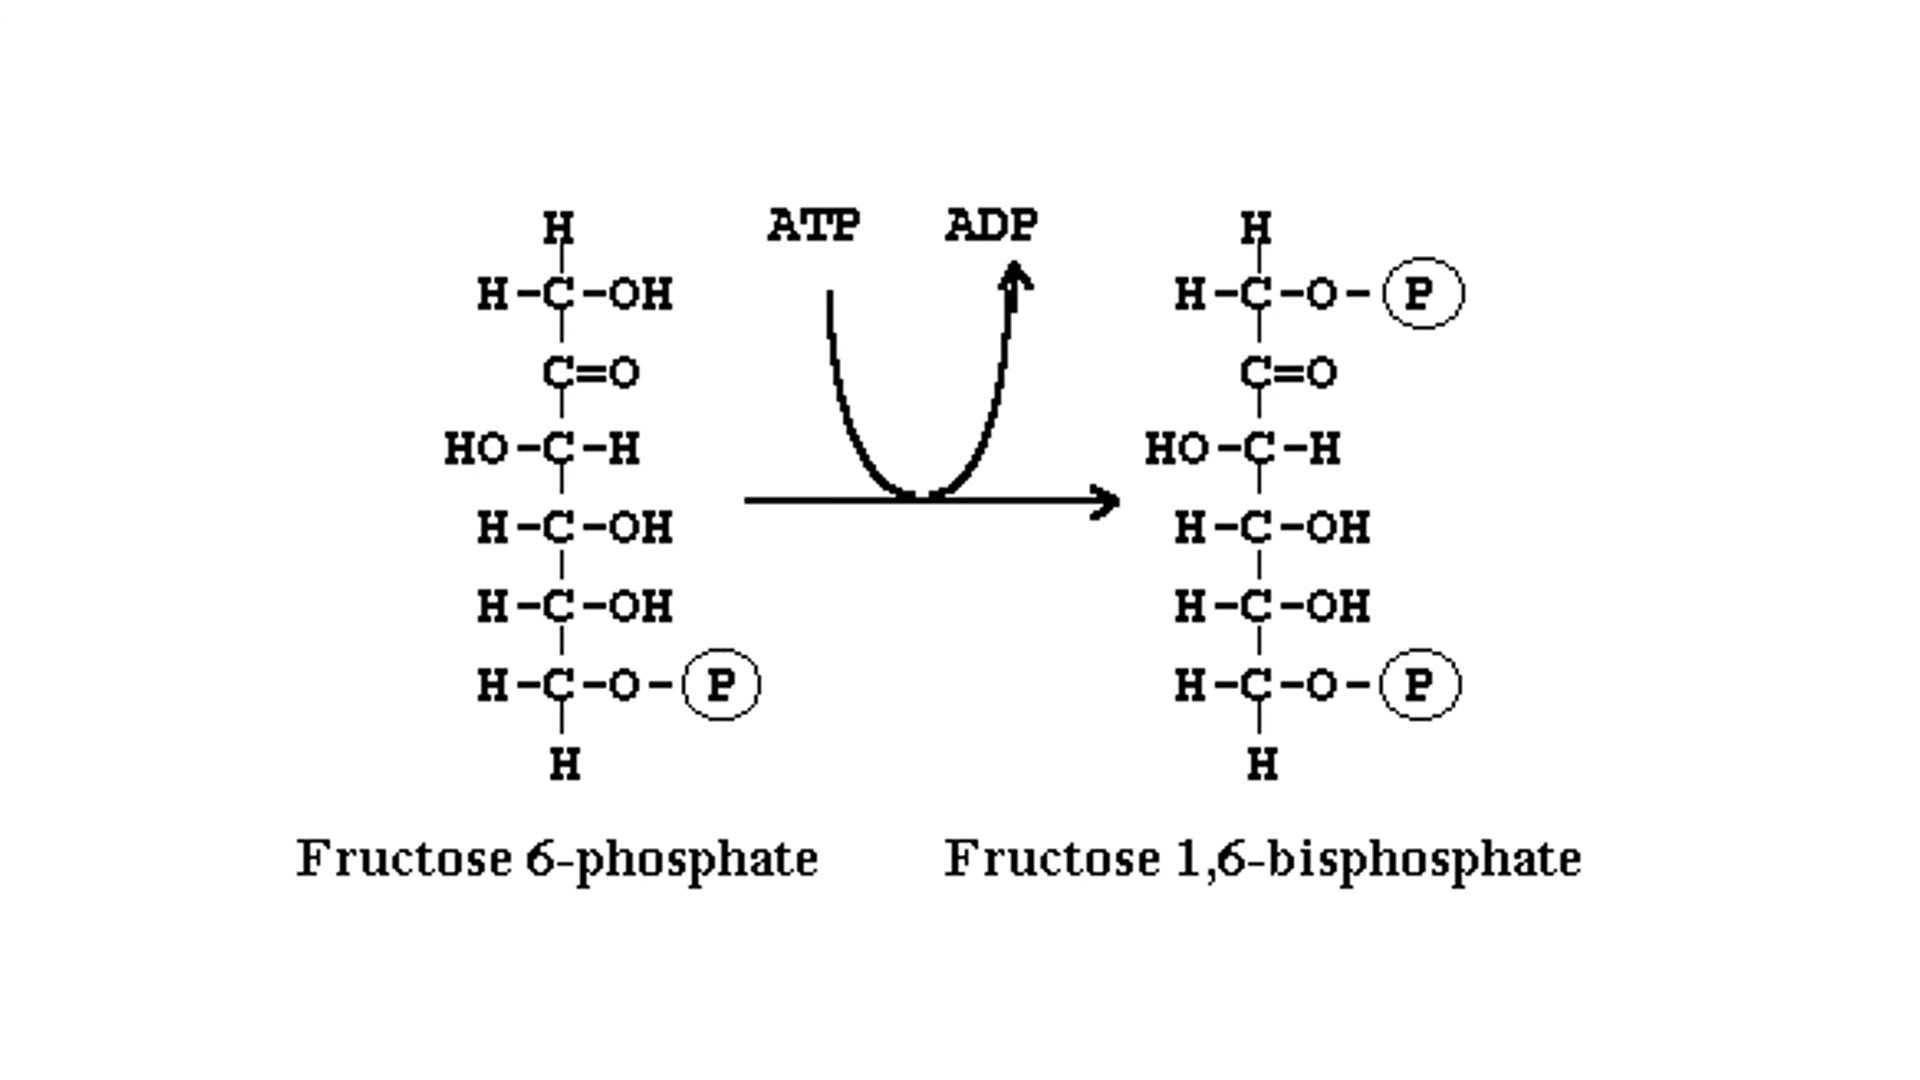 H ATP ADP H
H-C-OH H-C-O-P
C=O C=O
HO-C-H HO-C-H
H-C-OH H-C-OH
H-C-OH H-C-OH
H-C-O-P H-C-O-P
H H
Fructose 6-phosphate Fructose 1,6-bisphosphate